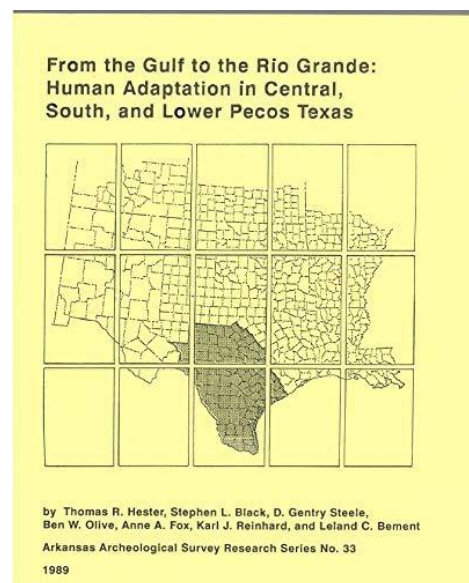 From the Gulf to the Rio Grande:
Human Adaptation in Central,
South, and Lower Pecos Texas
by Thomas R. Hester, Stephen L. Black, D. Gentry Steele,
Ben W. Olive, Anne A. Fox, Karl J. Reinhard, and Leland C. Bement
Arkansas Archeological Survey Research Series No. 33
1989